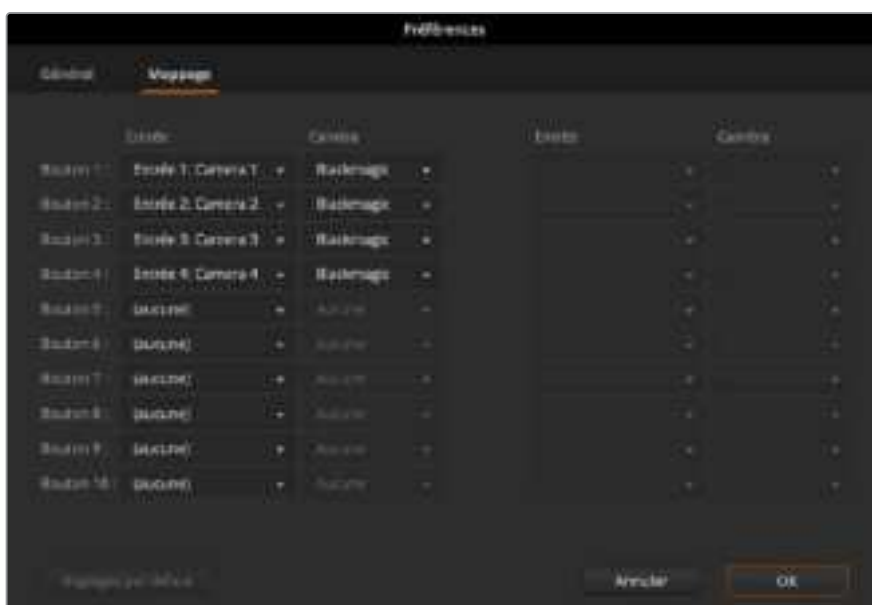 Préférences
Général Mappage
Entrée Caméra Entrée Caméra
Bouton 1 : Entrée 1: Camera 1 Blackmagic
Bouton 2 : Entrée 2: Camera 2 Blackmagic
Bouton 3 : Entrée 3: Camera 3 Blackmagic
Bouton 4 : Entrée 4: Camera 4 Blackmagic
Bouton 5 : (aucune) Aucune
Bouton 6 : (aucune) Aucune
Bouton 7 : (aucune) Aucune
Bouton 8 : (aucune) Aucune
Bouton 9 : (aucune) Aucune
Bouton 10 : (aucune) Aucune
par défaut Annuler OK